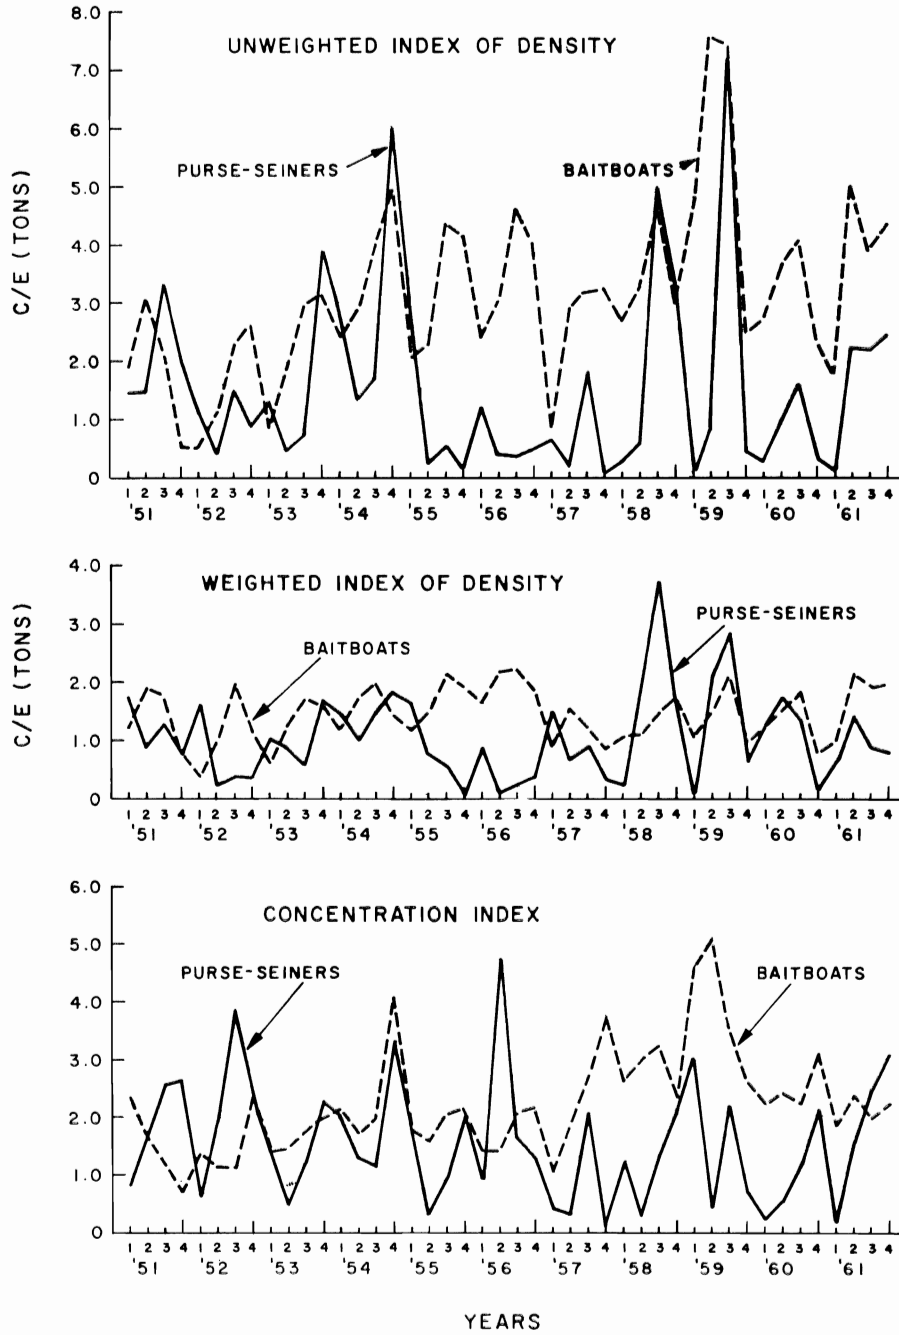 UNWEIGHTED INDEX OF DENSITY
8.0
7.0
6.0
5.0
4.0
3.0
2.0
1.0
0
C/E (TONS)
PURSE-SEINERS
BAITBOATS
1 2 3 4 1 2 3 4 1 2 3 4 1 2 3 4 1 2 3 4 1 2 3 4 1 2 3 4 1 2 3 4 1 2 3 4 1 2 3 4 1 2 3 4
'51 '52 '53 '54 '55 '56 '57 '58 '59 '60 '61
WEIGHTED INDEX OF DENSITY
4.0
3.0
2.0
1.0
0
C/E (TONS)
BAITBOATS
PURSE-SEINERS
1 2 3 4 1 2 3 4 1 2 3 4 1 2 3 4 1 2 3 4 1 2 3 4 1 2 3 4 1 2 3 4 1 2 3 4 1 2 3 4 1 2 3 4
'51 '52 '53 '54 '55 '56 '57 '58 '59 '60 '61
CONCENTRATION INDEX
6.0
5.0
4.0
3.0
2.0
1.0
0
PURSE-SEINERS
BAITBOATS
1 2 3 4 1 2 3 4 1 2 3 4 1 2 3 4 1 2 3 4 1 2 3 4 1 2 3 4 1 2 3 4 1 2 3 4 1 2 3 4 1 2 3 4
'51 '52 '53 '54 '55 '56 '57 '58 '59 '60 '61
YEARS